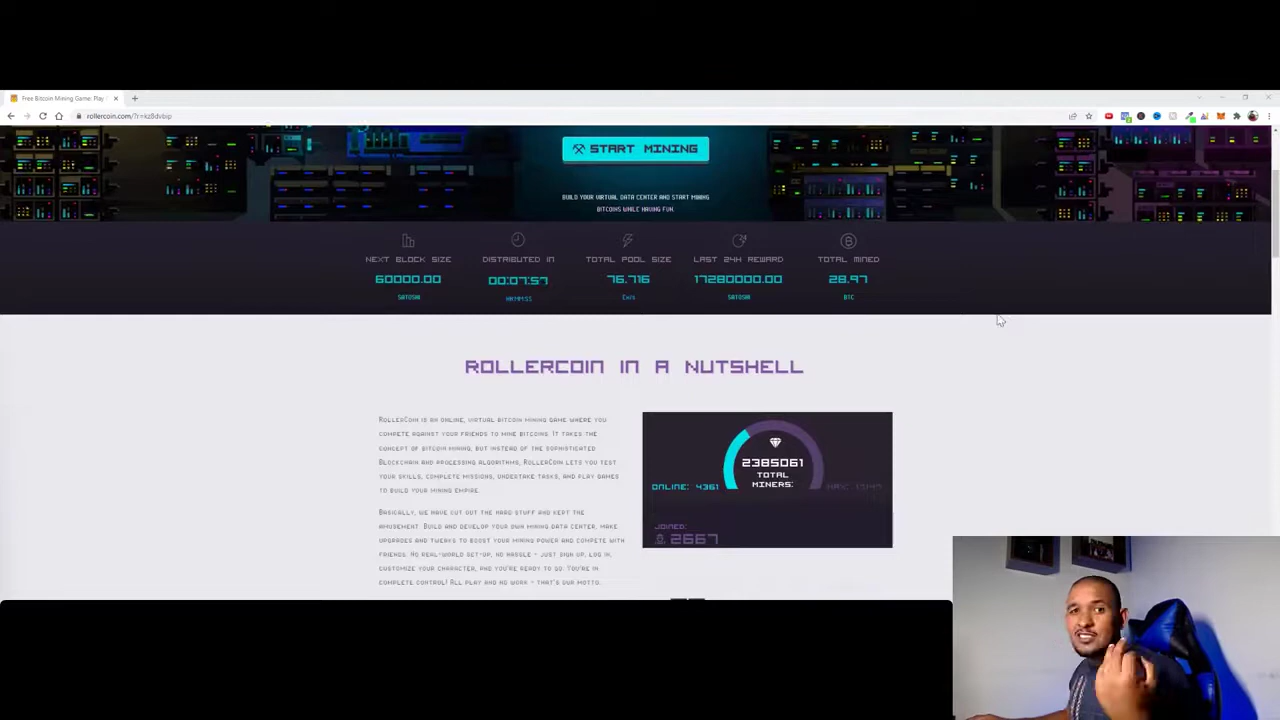 Free Bitcoin Mining Game: Play
START MINING
BUILD YOUR VIRTUAL DATA CENTER AND START MINING
BITCOINS WHILE HAVING FUN.
NEXT BLOCK SIZE
DISTRIBUTED IN
TOTAL POOL SIZE
LAST 24H REWARD
TOTAL MINED
60000.00
00:07:57
76.716
17280000.00
28.97
SATOSHI
HH:MM:SS
Eh/s
SATOSHI
BTC
ROLLERCOIN IN A NUTSHELL
RollerCoin is an online, virtual bitcoin mining game where you
compete against your friends to mine bitcoins. It takes the
concept of bitcoin mining, but instead of the sophisticated
Blockchain and processing algorithms, RollerCoin lets you test
your skills, complete missions, undertake tasks, and play games
to build your mining empire.
Basically, we have cut out the hard stuff and kept the
amusement. Build and develop your own mining data center, make
upgrades and tweaks to boost your mining power and compete with
friends. No real-world set-up, no hassle – just sign up, log in,
customize your character, and you're ready to go. You're in
complete control! All play and no work – that's our motto.
2385061
TOTAL
MINERS:
ONLINE: 4361
JOINED:
2667